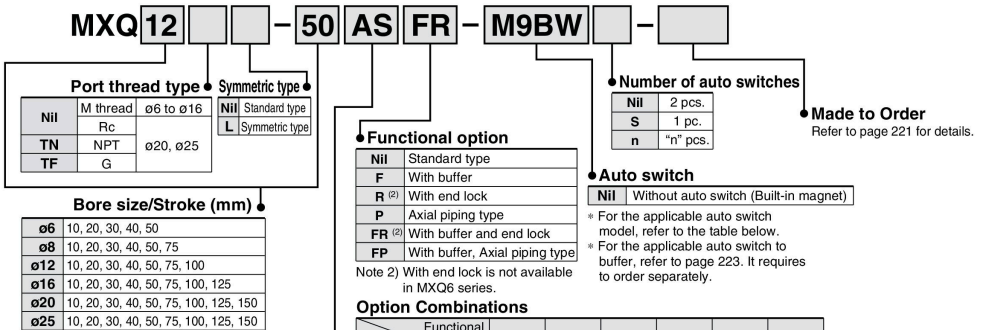 MXQ 12 – 50 AS FR – M9BW –
Port thread type
Nil M thread ø6 to ø16
Rc ø20, ø25
TN NPT
TF G
Symmetric type
Nil Standard type
L Symmetric type
Bore size/Stroke (mm)
ø6 10, 20, 30, 40, 50
ø8 10, 20, 30, 40, 50, 75
ø12 10, 20, 30, 40, 50, 75, 100
ø16 10, 20, 30, 40, 50, 75, 100, 125
ø20 10, 20, 30, 40, 50, 75, 100, 125, 150
ø25 10, 20, 30, 40, 50, 75, 100, 125, 150
Functional option
Nil Standard type
F With buffer
R (2) With end lock
P Axial piping type
FR (2) With buffer and end lock
FP With buffer, Axial piping type
Note 2) With end lock is not available
in MXQ6 series.
Option Combinations
Functional
Number of auto switches
Nil 2 pcs.
S 1 pc.
n “n” pcs.
Auto switch
Nil Without auto switch (Built-in magnet)
* For the applicable auto switch
model, refer to the table below.
* For the applicable auto switch to
buffer, refer to page 223. It requires
to order separately.
Made to Order
Refer to page 221 for details.